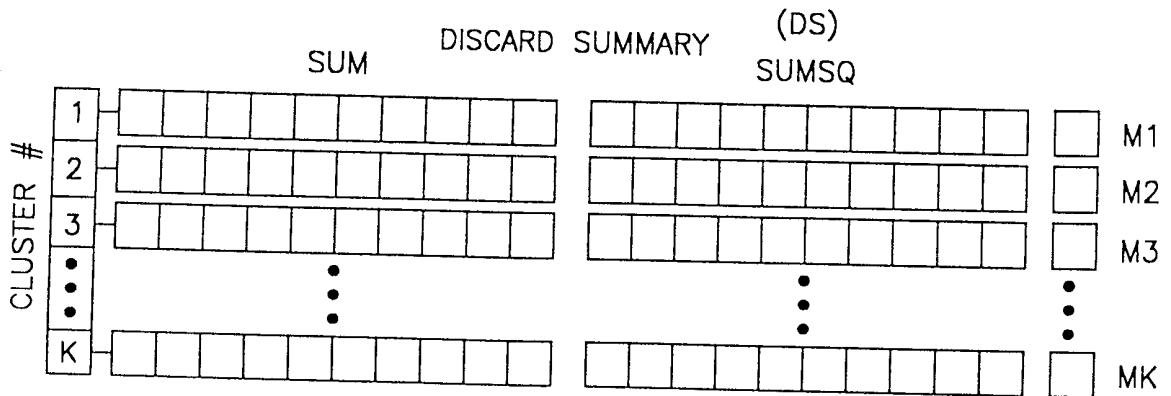 DISCARD SUMMARY (DS)
SUM SUMSQ
CLUSTER #
1 M1
2 M2
3 M3
K MK